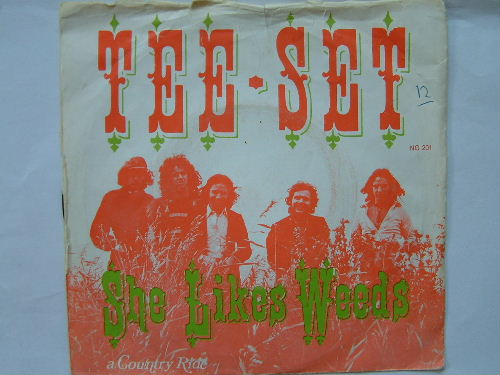 TEE-SET
12
NG 201
She Likes Weeds
a Country Ride